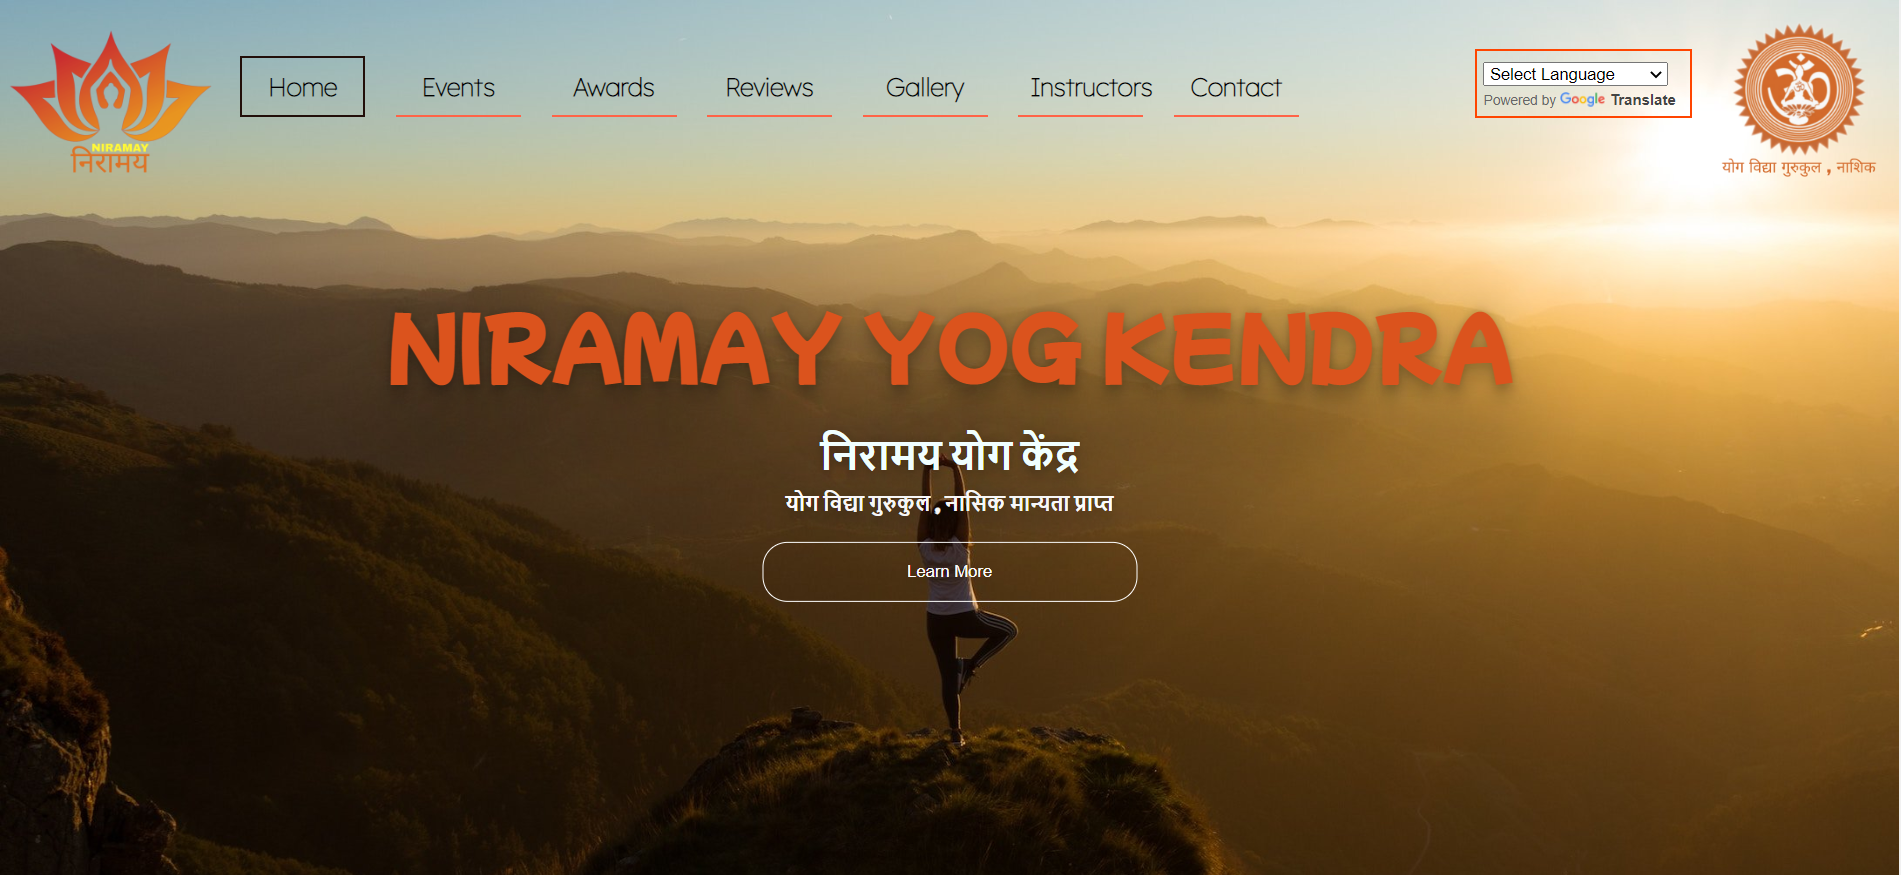 Home Events Awards Reviews Gallery Instructors Contact
Select Language
Powered by Google Translate
NIRAMAY
निरामय
योग विद्या गुरुकुल , नाशिक
NIRAMAY YOG KENDRA
निरामय योग केंद्र
योग विद्या गुरुकुल , नासिक मान्यता प्राप्त
Learn More